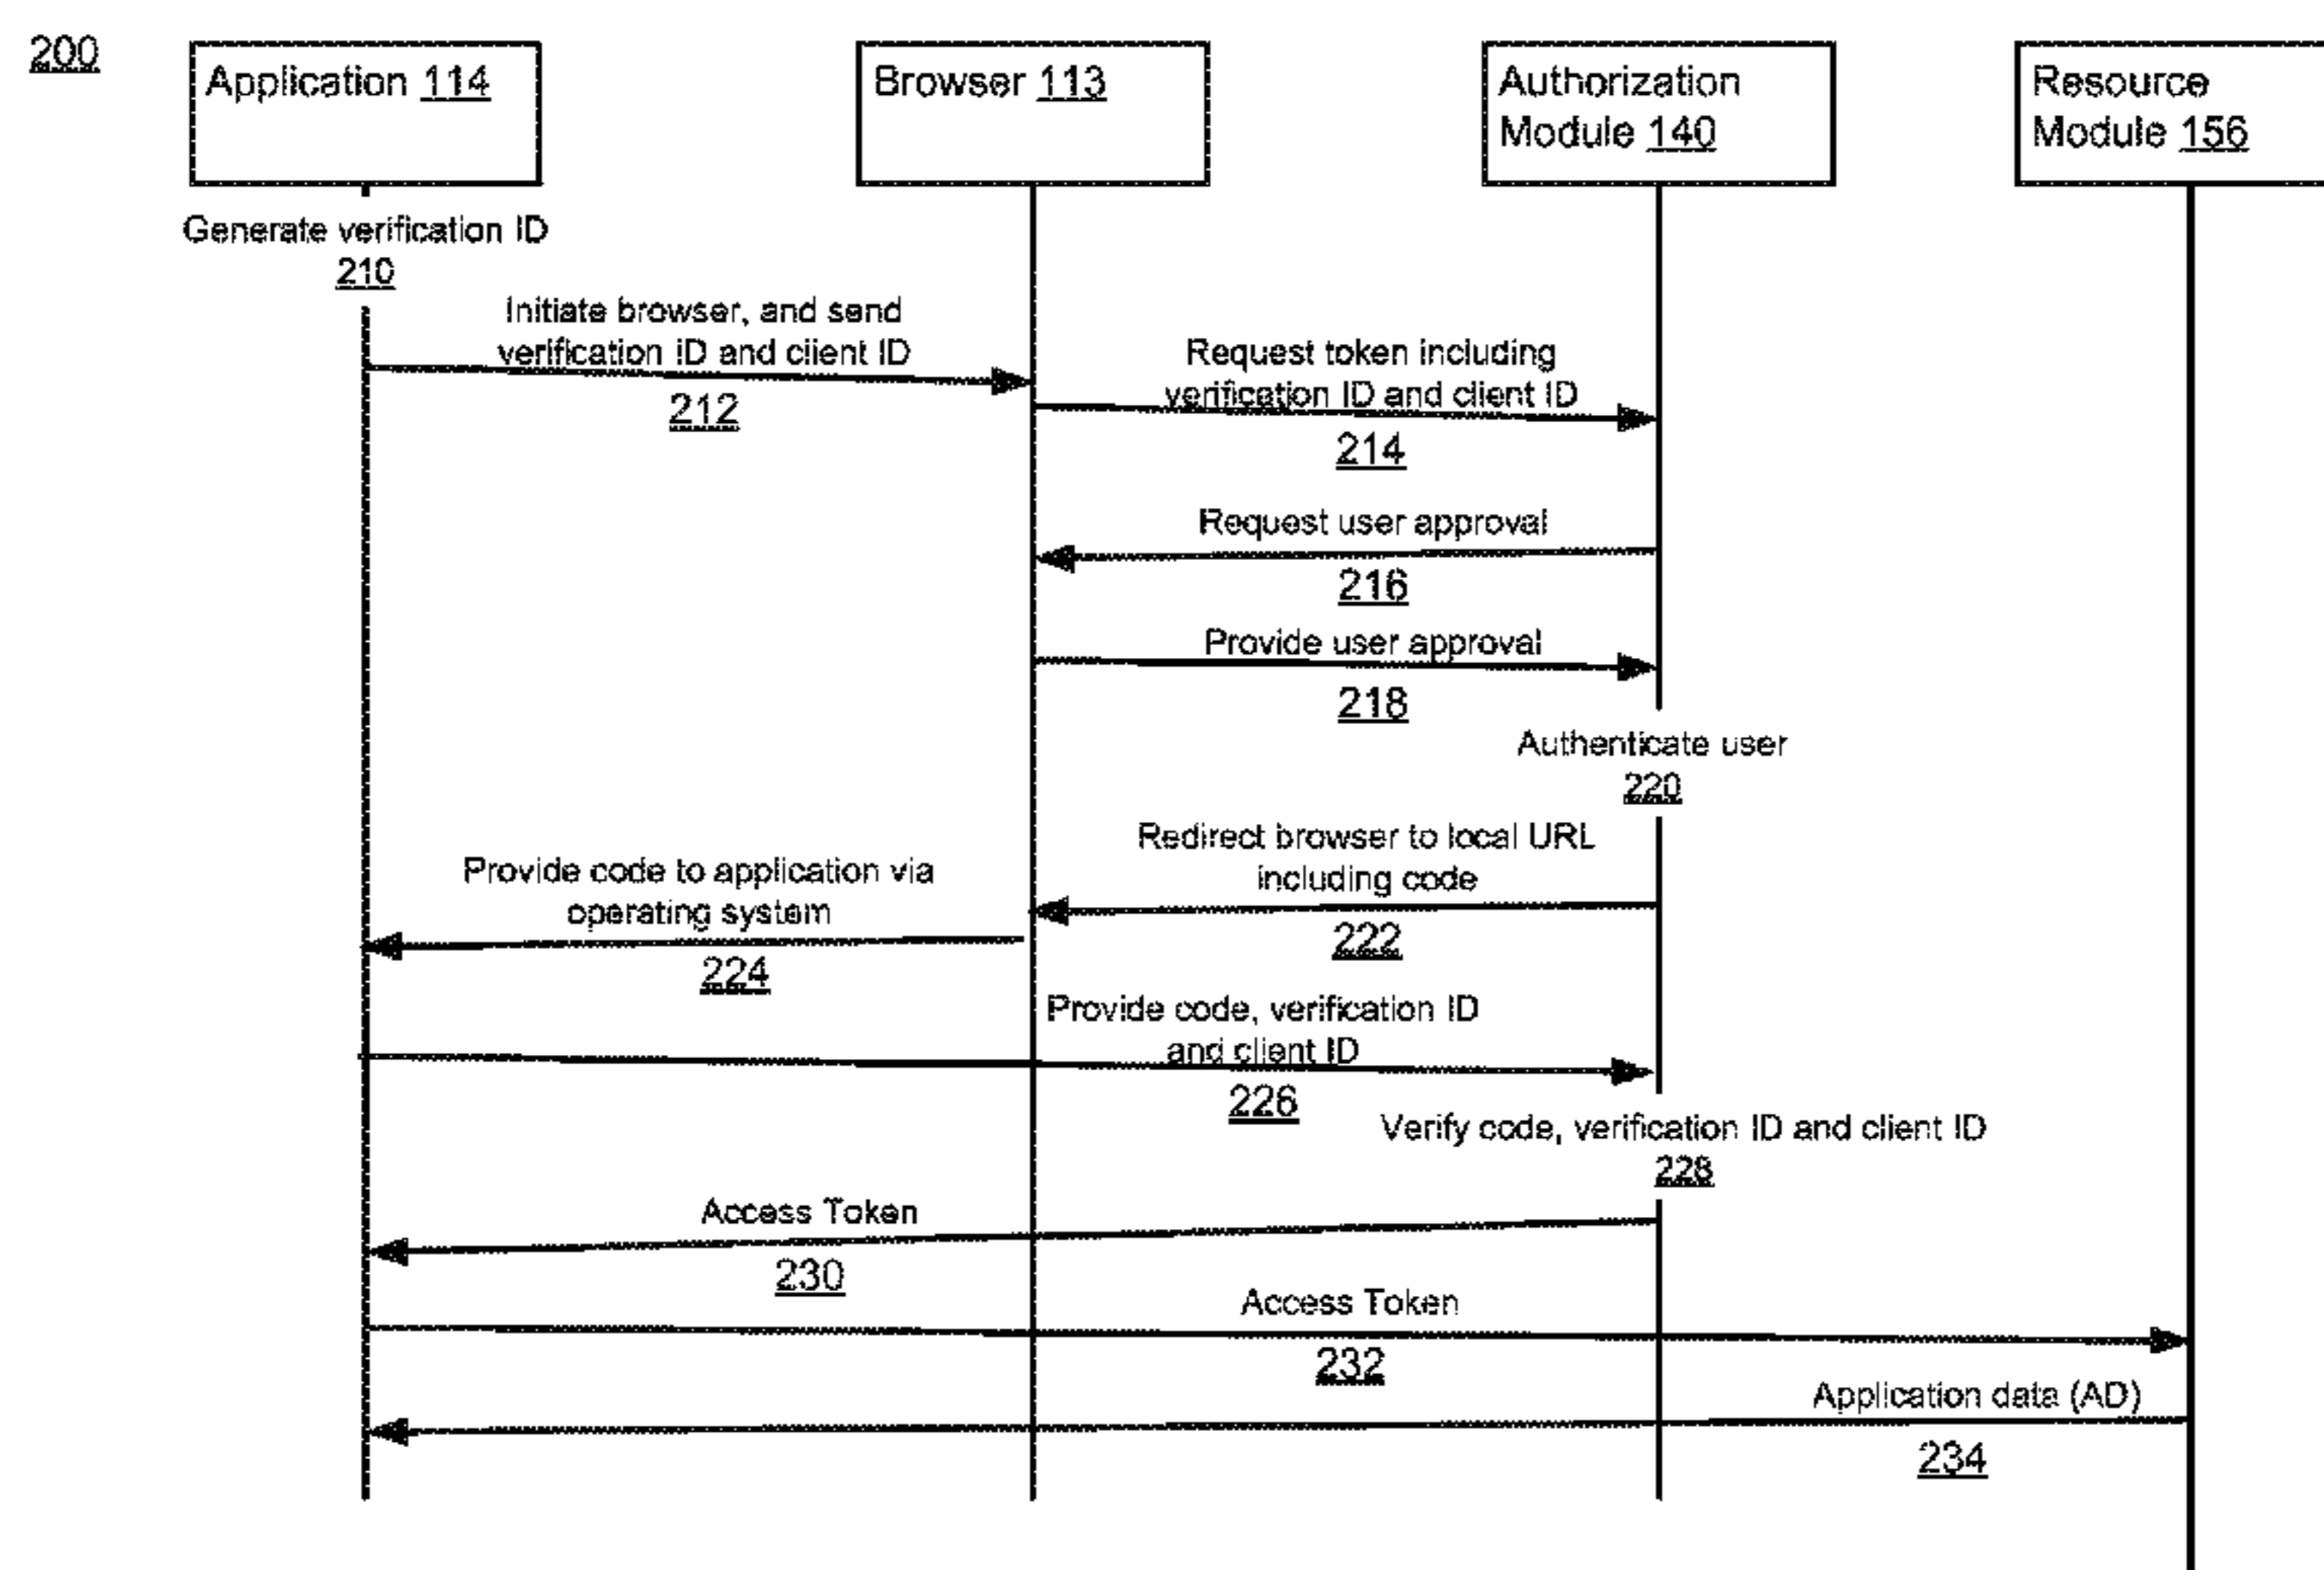 200
Application 114
Browser 113
Authorization
Module 140
Resource
Module 156
Generate verification ID
210
Initiate browser, and send
verification ID and client ID
212
Request token including
verification ID and client ID
214
Request user approval
216
Provide user approval
218
Authenticate user
220
Redirect browser to local URL
including code
222
Provide code to application via
operating system
224
Provide code, verification ID
and client ID
226
Verify code, verification ID and client ID
228
Access Token
230
Access Token
232
Application data (AD)
234